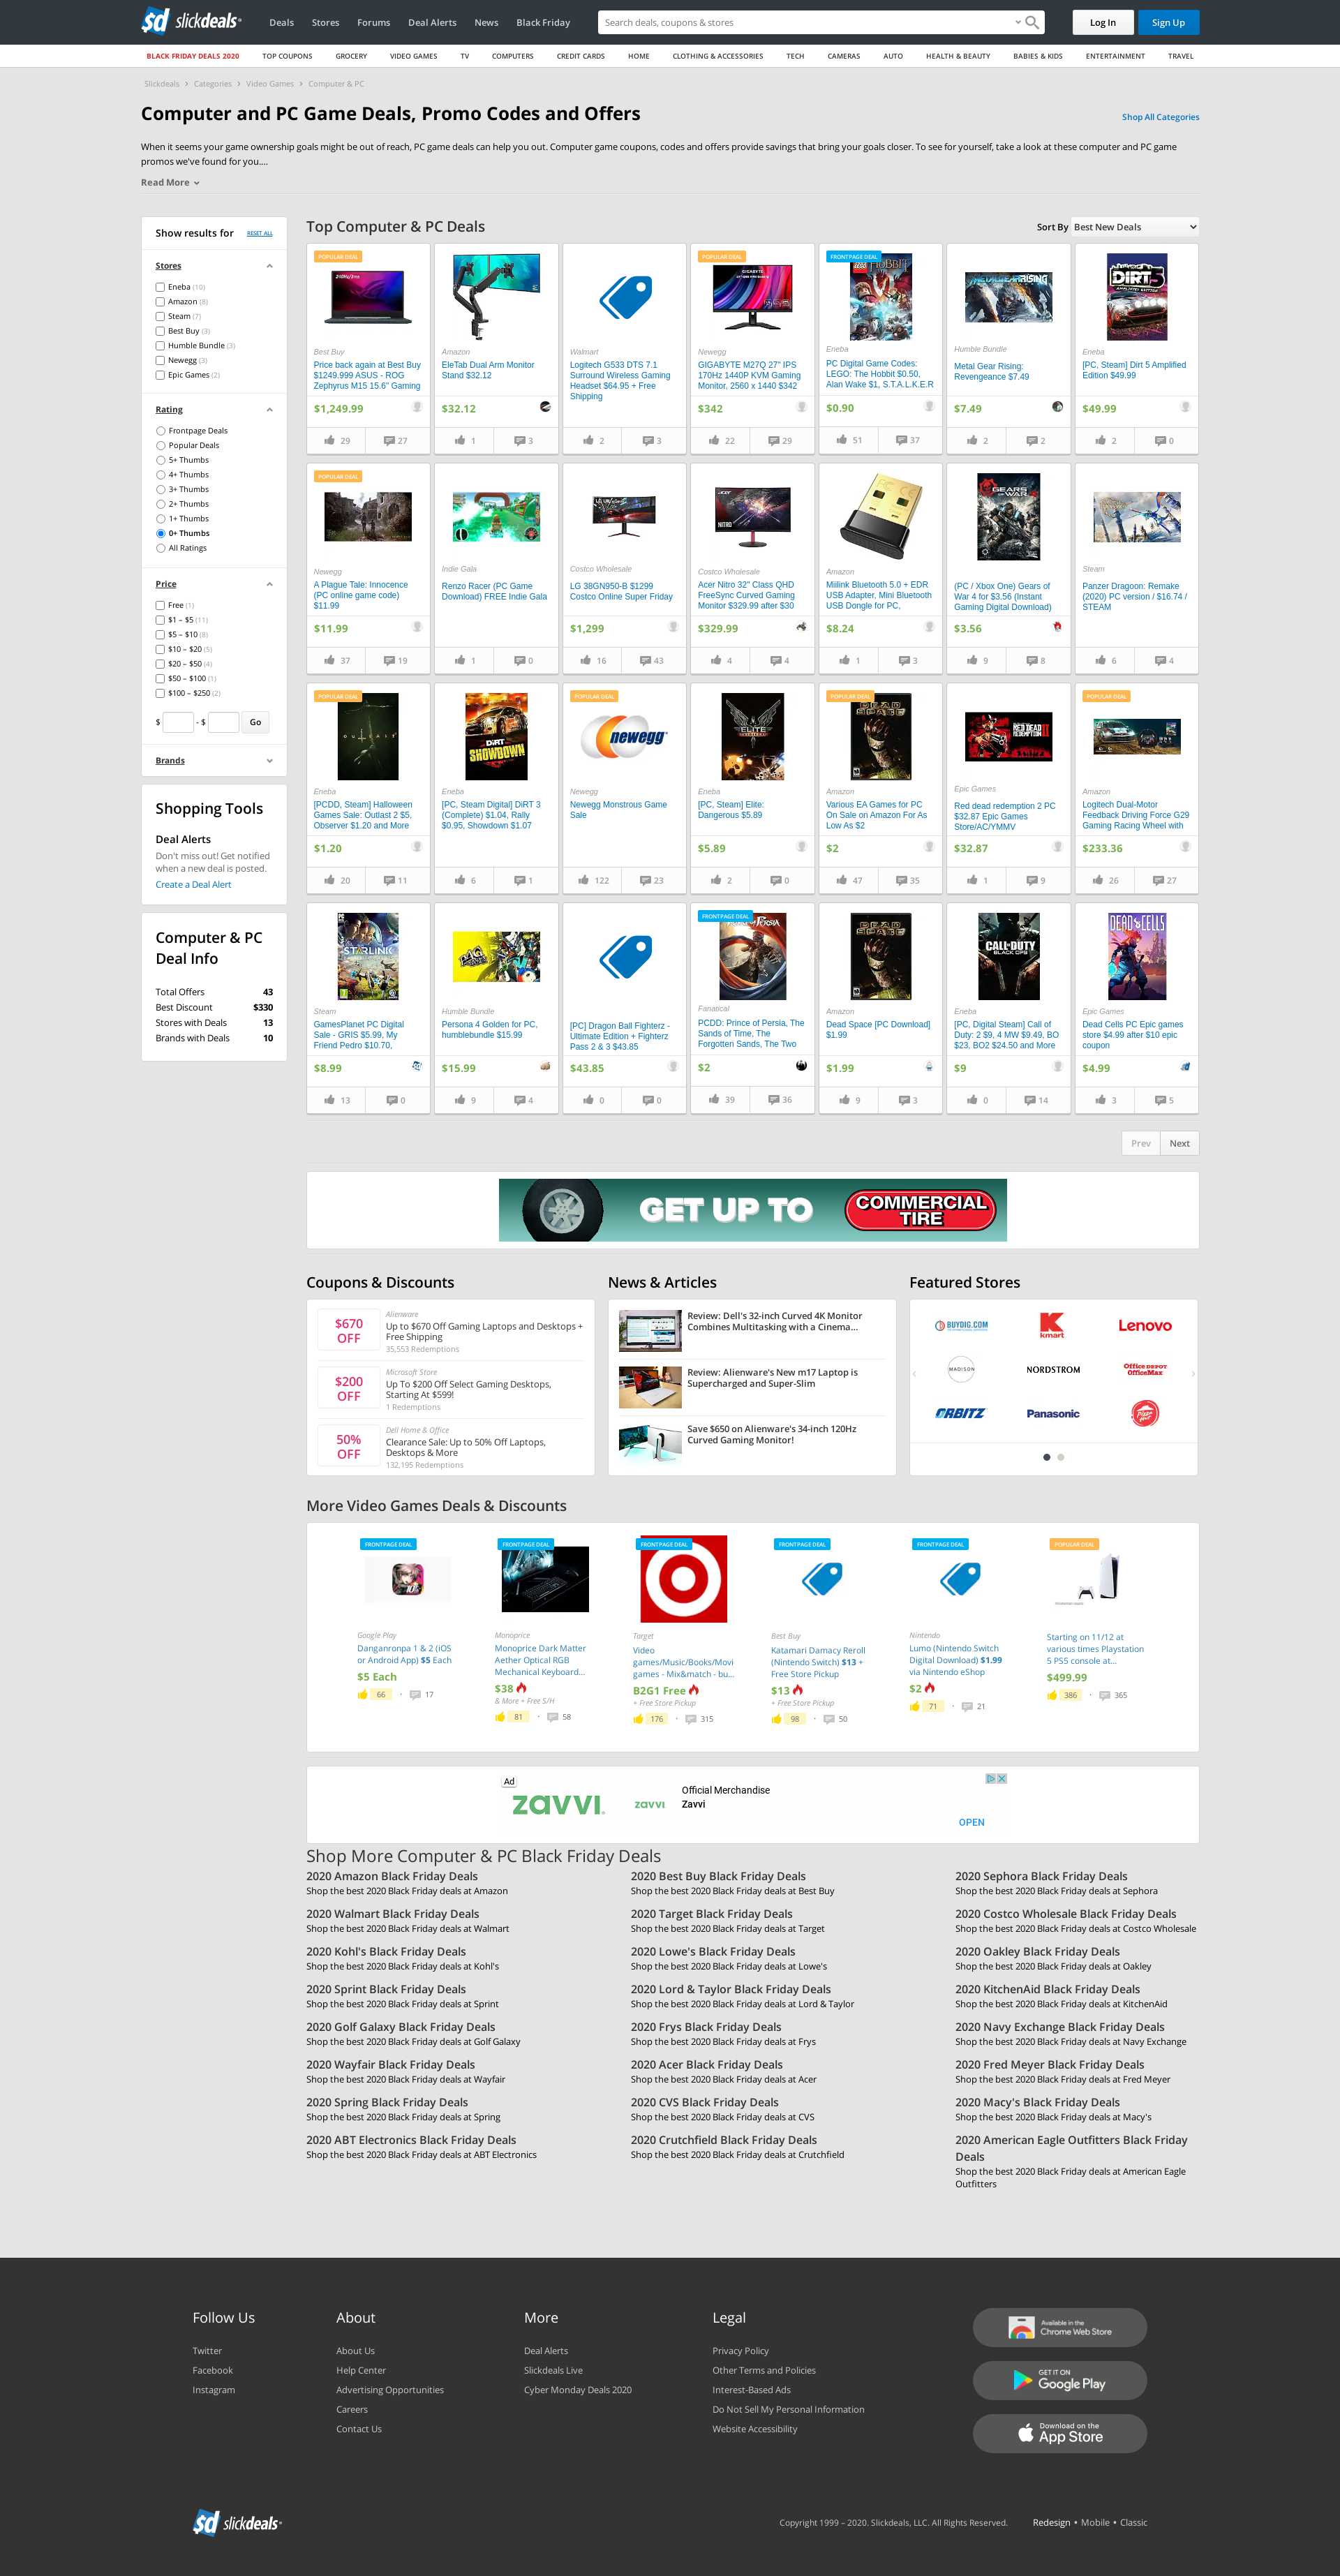 slickdeals
Deals Stores Forums Deal Alerts News Black Friday
Search deals, coupons & stores
Log In Sign Up
BLACK FRIDAY DEALS 2020 TOP COUPONS GROCERY VIDEO GAMES TV COMPUTERS CREDIT CARDS HOME CLOTHING & ACCESSORIES TECH CAMERAS AUTO HEALTH & BEAUTY BABIES & KIDS ENTERTAINMENT TRAVEL
Slickdeals › Categories › Video Games › Computer & PC
Computer and PC Game Deals, Promo Codes and Offers
Shop All Categories
When it seems your game ownership goals might be out of reach, PC game deals can help you out. Computer game coupons, codes and offers provide savings that bring your goals closer. To see for yourself, take a look at these computer and PC game
promos we've found for you....
Read More
Show results for RESET ALL
Stores
Eneba (10)
Amazon (8)
Steam (7)
Best Buy (3)
Humble Bundle (3)
Newegg (3)
Epic Games (2)
Rating
Frontpage Deals
Popular Deals
5+ Thumbs
4+ Thumbs
3+ Thumbs
2+ Thumbs
1+ Thumbs
0+ Thumbs
All Ratings
Price
Free (1)
$1 – $5 (11)
$5 – $10 (8)
$10 – $20 (5)
$20 – $50 (4)
$50 – $100 (1)
$100 – $250 (2)
$ - $ Go
Brands
Shopping Tools
Deal Alerts
Don't miss out! Get notified
when a new deal is posted.
Create a Deal Alert
Computer & PC
Deal Info
Total Offers 43
Best Discount $330
Stores with Deals 13
Brands with Deals 10
Top Computer & PC Deals
Sort By Best New Deals
POPULAR DEAL
Best Buy
Price back again at Best Buy
$1249.999 ASUS - ROG
Zephyrus M15 15.6" Gaming
$1,249.99
29 27
Amazon
EleTab Dual Arm Monitor
Stand $32.12
$32.12
1 3
Walmart
Logitech G533 DTS 7.1
Surround Wireless Gaming
Headset $64.95 + Free
Shipping
2 3
POPULAR DEAL
GIGABYTE
Newegg
GIGABYTE M27Q 27" IPS
170Hz 1440P KVM Gaming
Monitor, 2560 x 1440 $342
$342
22 29
FRONTPAGE DEAL
LEGO
HOBBIT
Eneba
PC Digital Game Codes:
LEGO: The Hobbit $0.50,
Alan Wake $1, S.T.A.L.K.E.R
$0.90
51 37
METAL GEAR RISING
Humble Bundle
Metal Gear Rising:
Revengeance $7.49
$7.49
2 2
DIRT 5
Eneba
[PC, Steam] Dirt 5 Amplified
Edition $49.99
$49.99
2 0
POPULAR DEAL
Newegg
A Plague Tale: Innocence
(PC online game code)
$11.99
$11.99
37 19
Indie Gala
Renzo Racer (PC Game
Download) FREE Indie Gala
1 0
Costco Wholesale
LG 38GN950-B $1299
Costco Online Super Friday
$1,299
16 43
acer
NITRO
Costco Wholesale
Acer Nitro 32" Class QHD
FreeSync Curved Gaming
Monitor $329.99 after $30
$329.99
4 4
Amazon
Miilink Bluetooth 5.0 + EDR
USB Adapter, Mini Bluetooth
USB Dongle for PC,
$8.24
1 3
GEARS OF WAR 4
(PC / Xbox One) Gears of
War 4 for $3.56 (Instant
Gaming Digital Download)
$3.56
9 8
Steam
Panzer Dragoon: Remake
(2020) PC version / $16.74 /
STEAM
6 4
POPULAR DEAL
OUTLAST
Eneba
[PCDD, Steam] Halloween
Games Sale: Outlast 2 $5,
Observer $1.20 and More
$1.20
20 11
DIRT SHOWDOWN
Eneba
[PC, Steam Digital] DiRT 3
(Complete) $1.04, Rally
$0.95, Showdown $1.07
6 1
POPULAR DEAL
newegg
Newegg
Newegg Monstrous Game
Sale
122 23
ELITE
Eneba
[PC, Steam] Elite:
Dangerous $5.89
$5.89
2 0
POPULAR DEAL
DEAD SPACE
Amazon
Various EA Games for PC
On Sale on Amazon For As
Low As $2
$2
47 35
RED DEAD
REDEMPTION II
Epic Games
Red dead redemption 2 PC
$32.87 Epic Games
Store/AC/YMMV
$32.87
1 9
POPULAR DEAL
Amazon
Logitech Dual-Motor
Feedback Driving Force G29
Gaming Racing Wheel with
$233.36
26 27
STARLINK
Steam
GamesPlanet PC Digital
Sale - GRIS $5.99, My
Friend Pedro $10.70,
$8.99
13 0
Humble Bundle
Persona 4 Golden for PC,
humblebundle $15.99
$15.99
9 4
[PC] Dragon Ball Fighterz -
Ultimate Edition + Fighterz
Pass 2 & 3 $43.85
$43.85
0 0
FRONTPAGE DEAL
Fanatical
PCDD: Prince of Persia, The
Sands of Time, The
Forgotten Sands, The Two
$2
39 36
DEAD SPACE
Amazon
Dead Space [PC Download]
$1.99
$1.99
9 3
CALL OF DUTY
BLACK OPS
Eneba
[PC, Digital Steam] Call of
Duty: 2 $9, 4 MW $9.49, BO
$23, BO2 $24.50 and More
$9
0 14
DEAD CELLS
Epic Games
Dead Cells PC Epic games
store $4.99 after $10 epic
coupon
$4.99
3 5
Prev Next
GET UP TO COMMERCIAL TIRE
Coupons & Discounts
$670
OFF
Alienware
Up to $670 Off Gaming Laptops and Desktops +
Free Shipping
35,553 Redemptions
$200
OFF
Microsoft Store
Up To $200 Off Select Gaming Desktops,
Starting At $599!
1 Redemptions
50%
OFF
Dell Home & Office
Clearance Sale: Up to 50% Off Laptops,
Desktops & More
132,195 Redemptions
News & Articles
Review: Dell's 32-inch Curved 4K Monitor
Combines Multitasking with a Cinema...
Review: Alienware's New m17 Laptop is
Supercharged and Super-Slim
Save $650 on Alienware's 34-inch 120Hz
Curved Gaming Monitor!
Featured Stores
BUYDIG.COM kmart Lenovo
MADISON NORDSTROM Office DEPOT OfficeMax
ORBITZ Panasonic Pizza Hut
More Video Games Deals & Discounts
FRONTPAGE DEAL
Google Play
Danganronpa 1 & 2 (iOS
or Android App) $5 Each
$5 Each
66 · 17
FRONTPAGE DEAL
Monoprice
Monoprice Dark Matter
Aether Optical RGB
Mechanical Keyboard...
$38
& More + Free S/H
81 · 58
FRONTPAGE DEAL
Target
Video
games/Music/Books/Movi
games - Mix&match - bu...
B2G1 Free
+ Free Store Pickup
176 · 315
FRONTPAGE DEAL
Best Buy
Katamari Damacy Reroll
(Nintendo Switch) $13 +
Free Store Pickup
$13
+ Free Store Pickup
98 · 50
FRONTPAGE DEAL
Nintendo
Lumo (Nintendo Switch
Digital Download) $1.99
via Nintendo eShop
$2
71 · 21
POPULAR DEAL
Starting on 11/12 at
various times Playstation
5 PS5 console at...
$499.99
386 · 365
Ad
ZAVVI. ZAVVI.
Official Merchandise
Zavvi
OPEN
Shop More Computer & PC Black Friday Deals
2020 Amazon Black Friday Deals
Shop the best 2020 Black Friday deals at Amazon
2020 Best Buy Black Friday Deals
Shop the best 2020 Black Friday deals at Best Buy
2020 Sephora Black Friday Deals
Shop the best 2020 Black Friday deals at Sephora
2020 Walmart Black Friday Deals
Shop the best 2020 Black Friday deals at Walmart
2020 Target Black Friday Deals
Shop the best 2020 Black Friday deals at Target
2020 Costco Wholesale Black Friday Deals
Shop the best 2020 Black Friday deals at Costco Wholesale
2020 Kohl's Black Friday Deals
Shop the best 2020 Black Friday deals at Kohl's
2020 Lowe's Black Friday Deals
Shop the best 2020 Black Friday deals at Lowe's
2020 Oakley Black Friday Deals
Shop the best 2020 Black Friday deals at Oakley
2020 Sprint Black Friday Deals
Shop the best 2020 Black Friday deals at Sprint
2020 Lord & Taylor Black Friday Deals
Shop the best 2020 Black Friday deals at Lord & Taylor
2020 KitchenAid Black Friday Deals
Shop the best 2020 Black Friday deals at KitchenAid
2020 Golf Galaxy Black Friday Deals
Shop the best 2020 Black Friday deals at Golf Galaxy
2020 Frys Black Friday Deals
Shop the best 2020 Black Friday deals at Frys
2020 Navy Exchange Black Friday Deals
Shop the best 2020 Black Friday deals at Navy Exchange
2020 Wayfair Black Friday Deals
Shop the best 2020 Black Friday deals at Wayfair
2020 Acer Black Friday Deals
Shop the best 2020 Black Friday deals at Acer
2020 Fred Meyer Black Friday Deals
Shop the best 2020 Black Friday deals at Fred Meyer
2020 Spring Black Friday Deals
Shop the best 2020 Black Friday deals at Spring
2020 CVS Black Friday Deals
Shop the best 2020 Black Friday deals at CVS
2020 Macy's Black Friday Deals
Shop the best 2020 Black Friday deals at Macy's
2020 ABT Electronics Black Friday Deals
Shop the best 2020 Black Friday deals at ABT Electronics
2020 Crutchfield Black Friday Deals
Shop the best 2020 Black Friday deals at Crutchfield
2020 American Eagle Outfitters Black Friday
Deals
Shop the best 2020 Black Friday deals at American Eagle
Outfitters
Follow Us
Twitter
Facebook
Instagram
About
About Us
Help Center
Advertising Opportunities
Careers
Contact Us
More
Deal Alerts
Slickdeals Live
Cyber Monday Deals 2020
Legal
Privacy Policy
Other Terms and Policies
Interest-Based Ads
Do Not Sell My Personal Information
Website Accessibility
Available in the
Chrome Web Store
GET IT ON
Google Play
Download on the
App Store
slickdeals
Copyright 1999 – 2020. Slickdeals, LLC. All Rights Reserved. Redesign • Mobile • Classic